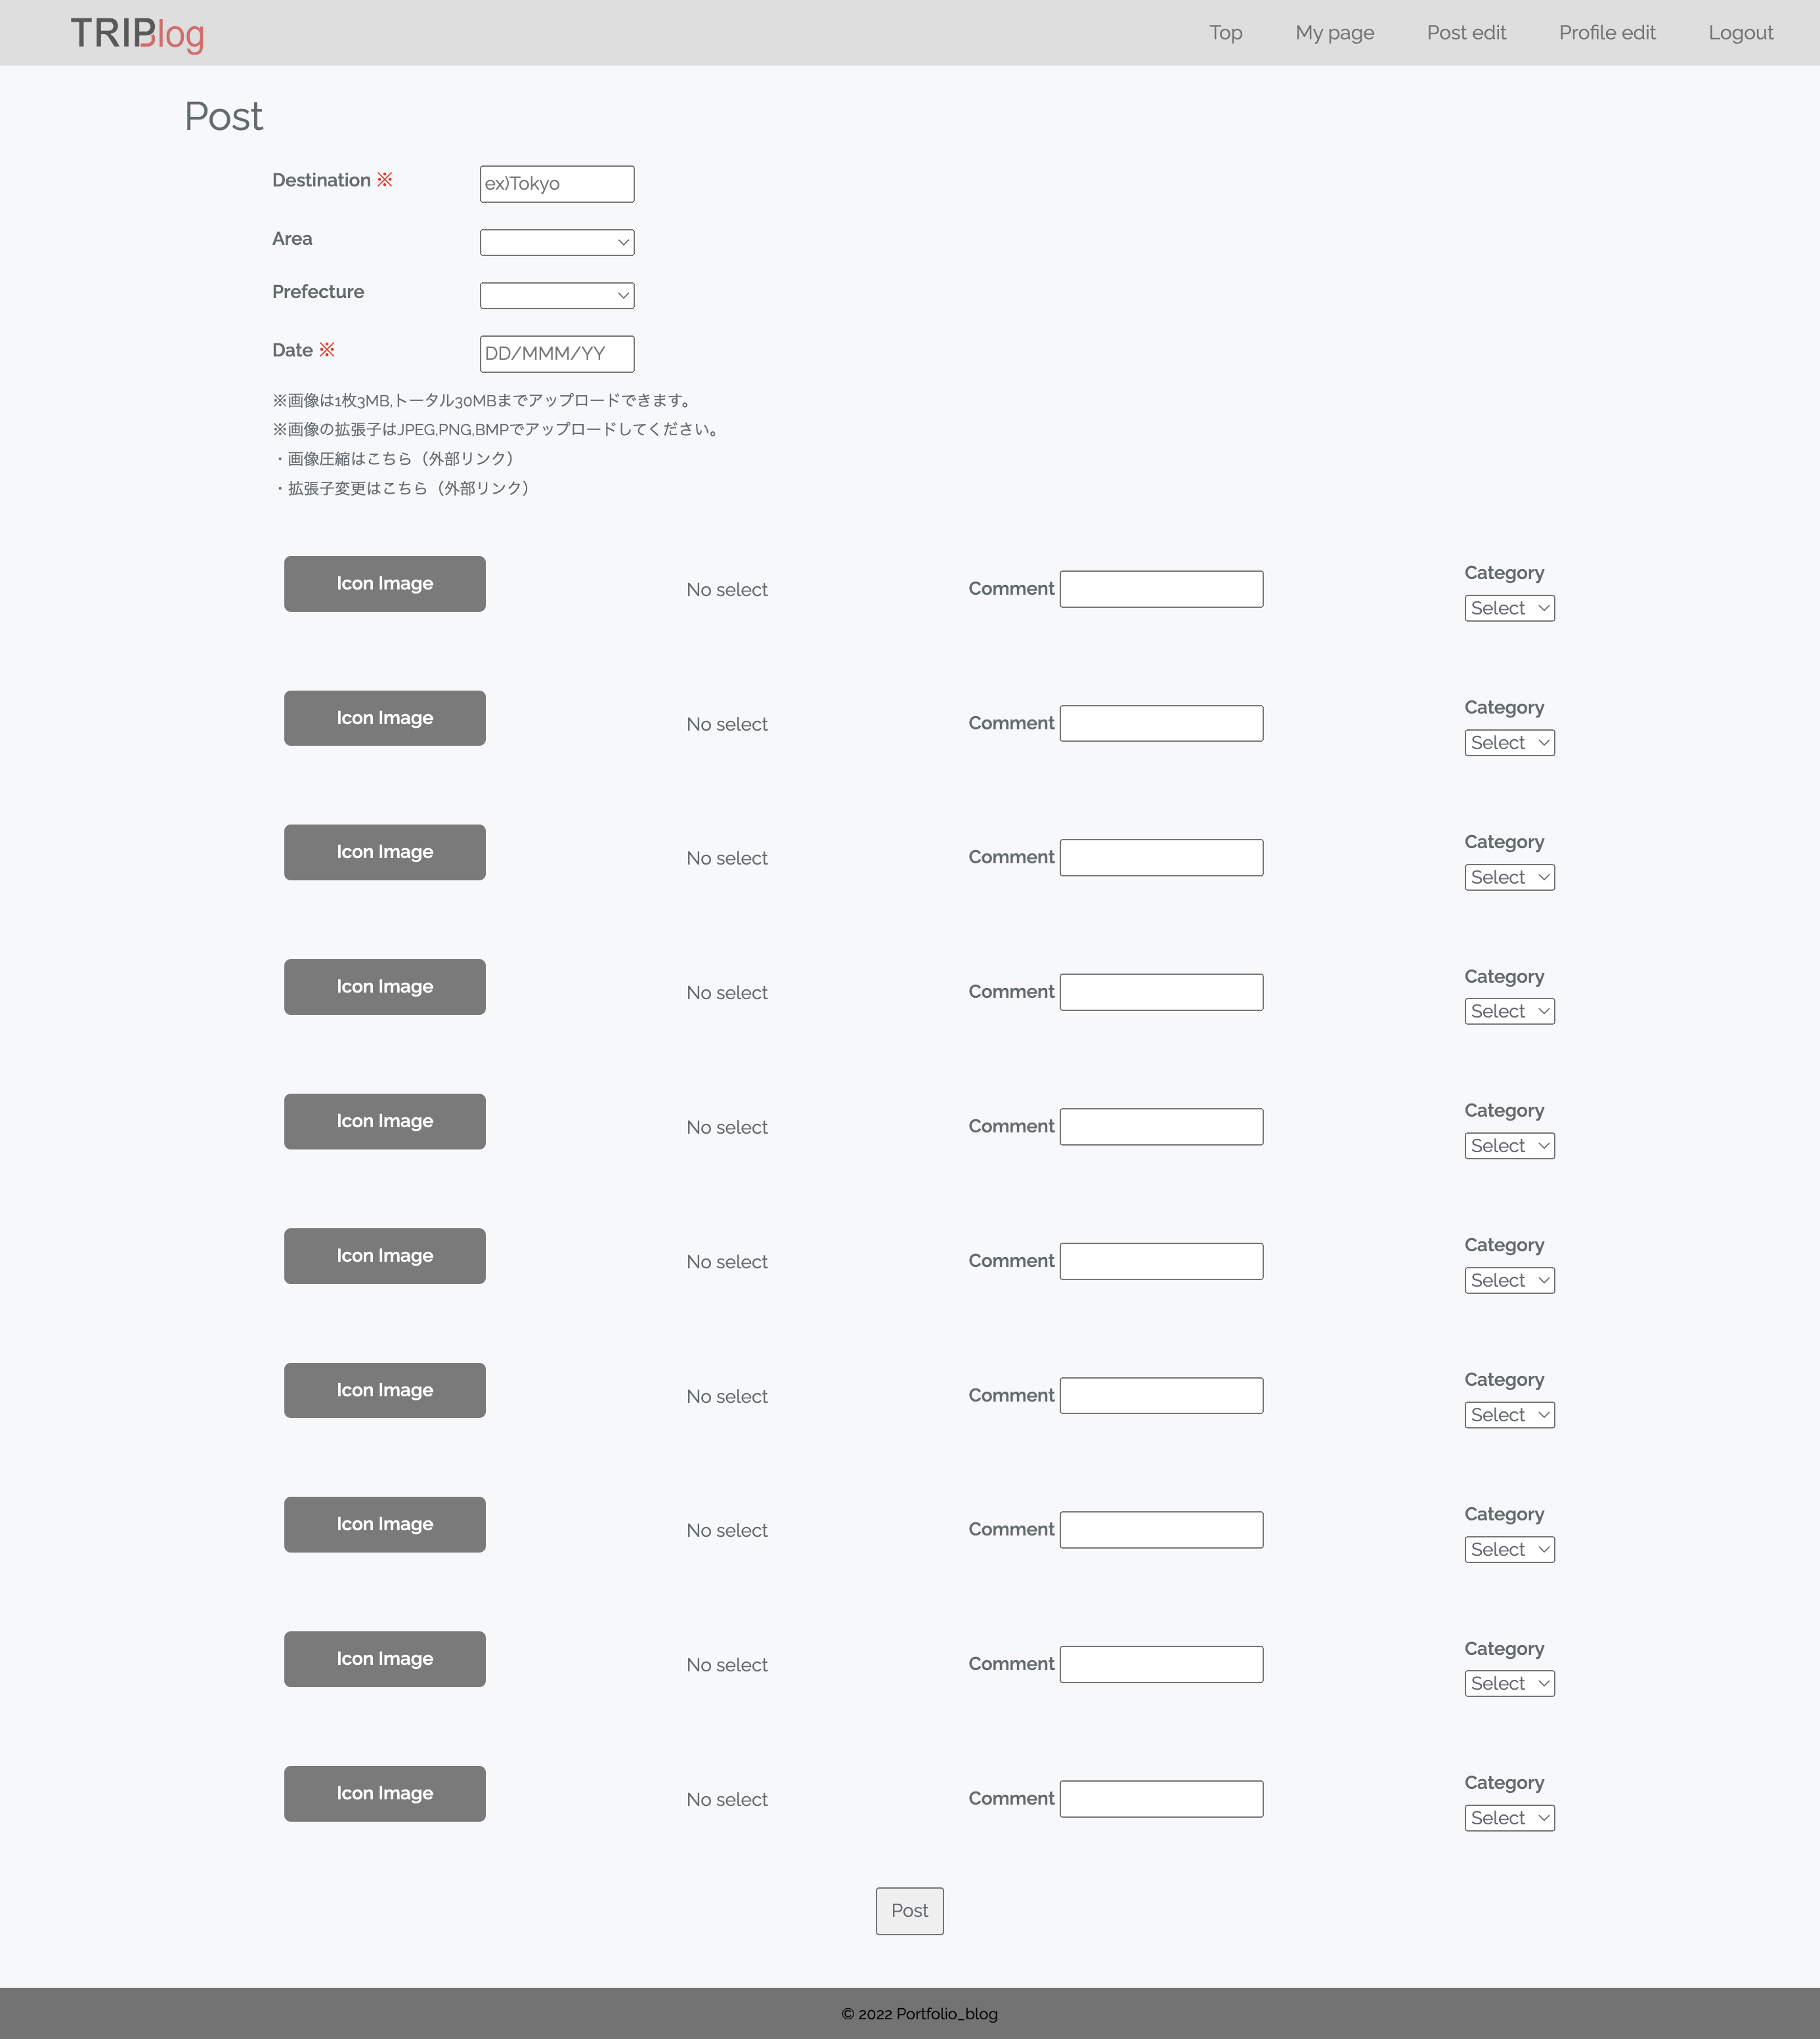 TRIPBlog
Top My page Post edit Profile edit Logout
Post
Destination ※
ex)Tokyo
Area
Prefecture
Date ※
DD/MMM/YY
※画像は1枚3MB,トータル30MBまでアップロードできます。
※画像の拡張子はJPEG,PNG,BMPでアップロードしてください。
・画像圧縮はこちら（外部リンク）
・拡張子変更はこちら（外部リンク）
Icon Image No select Comment Category
Select
Icon Image No select Comment Category
Select
Icon Image No select Comment Category
Select
Icon Image No select Comment Category
Select
Icon Image No select Comment Category
Select
Icon Image No select Comment Category
Select
Icon Image No select Comment Category
Select
Icon Image No select Comment Category
Select
Icon Image No select Comment Category
Select
Icon Image No select Comment Category
Select
Post
© 2022 Portfolio_blog